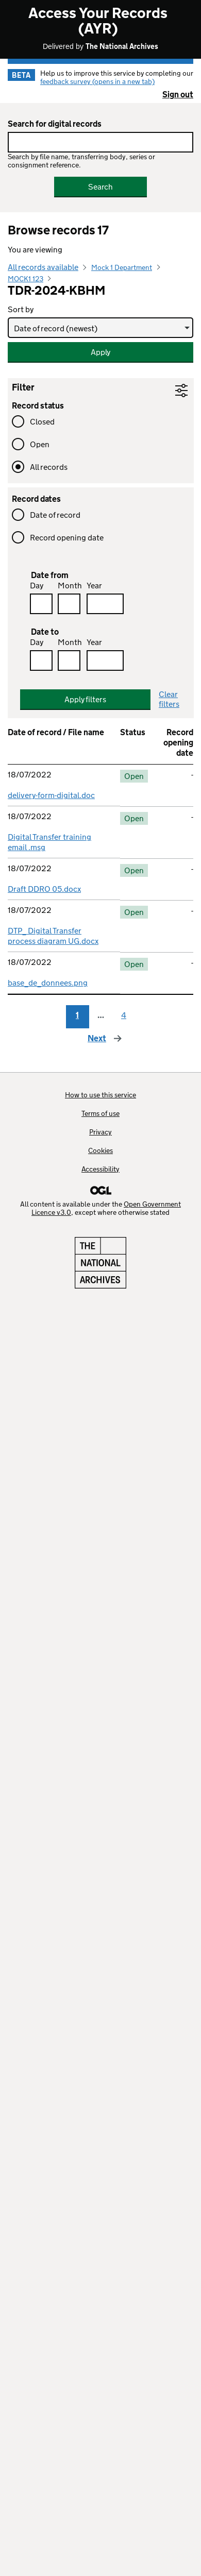 Access Your Records
(AYR)
Delivered by The National Archives
BETA
Help us to improve this service by completing our
feedback survey (opens in a new tab)
Sign out
Search for digital records
Search by file name, transferring body, series or
consignment reference.
Search
Browse records 17
You are viewing
All records available > Mock 1 Department >
MOCK1 123 >
TDR-2024-KBHM
Sort by
Date of record (newest)
Apply
Filter
Record status
Closed
Open
All records
Record dates
Date of record
Record opening date
Date from
Day Month Year
Date to
Day Month Year
Apply filters
Clear
filters
Date of record / File name Status Record
opening
date
18/07/2022 Open -
delivery-form-digital.doc
18/07/2022 Open -
Digital Transfer training
email .msg
18/07/2022 Open -
Draft DDRO 05.docx
18/07/2022 Open -
DTP_ Digital Transfer
process diagram UG.docx
18/07/2022 Open -
base_de_donnees.png
1 ... 4
Next →
How to use this service
Terms of use
Privacy
Cookies
Accessibility
OGL
All content is available under the Open Government
Licence v3.0, except where otherwise stated
THE
NATIONAL
ARCHIVES